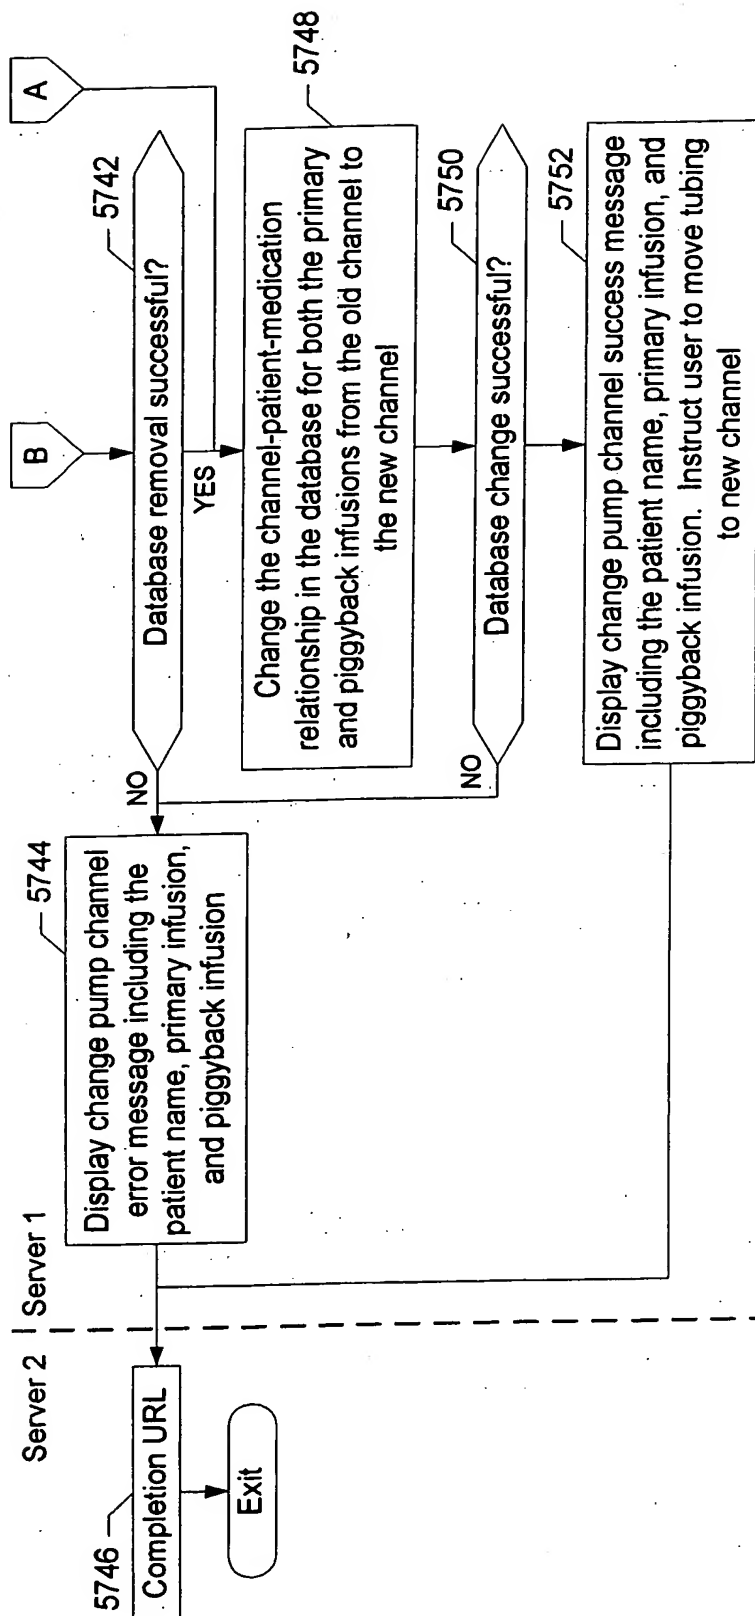 Server 2
Server 1
B
A
5742
Database removal successful?
NO
YES
5744
Display change pump channel
error message including the
patient name, primary infusion,
and piggyback infusion
5746
Completion URL
Exit
5748
Change the channel-patient-medication
relationship in the database for both the primary
and piggyback infusions from the old channel to
the new channel
5750
Database change successful?
NO
5752
Display change pump channel success message
including the patient name, primary infusion, and
piggyback infusion. Instruct user to move tubing
to new channel